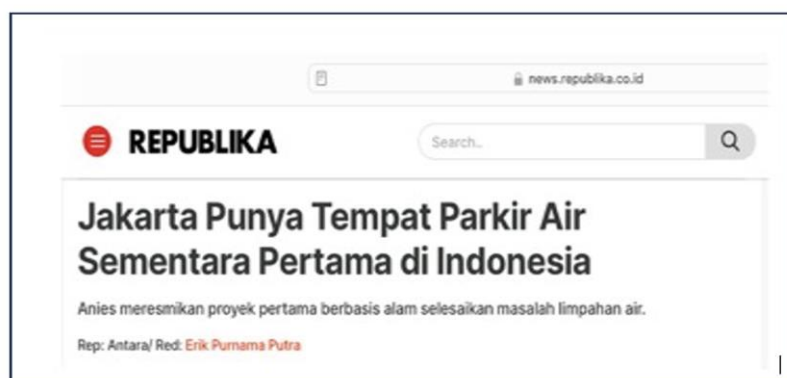 news.republika.co.id
REPUBLIKA
Search..
Jakarta Punya Tempat Parkir Air
Sementara Pertama di Indonesia
Anies meresmikan proyek pertama berbasis alam selesaikan masalah limpahan air.
Rep: Antara/ Red: Erik Purnama Putra